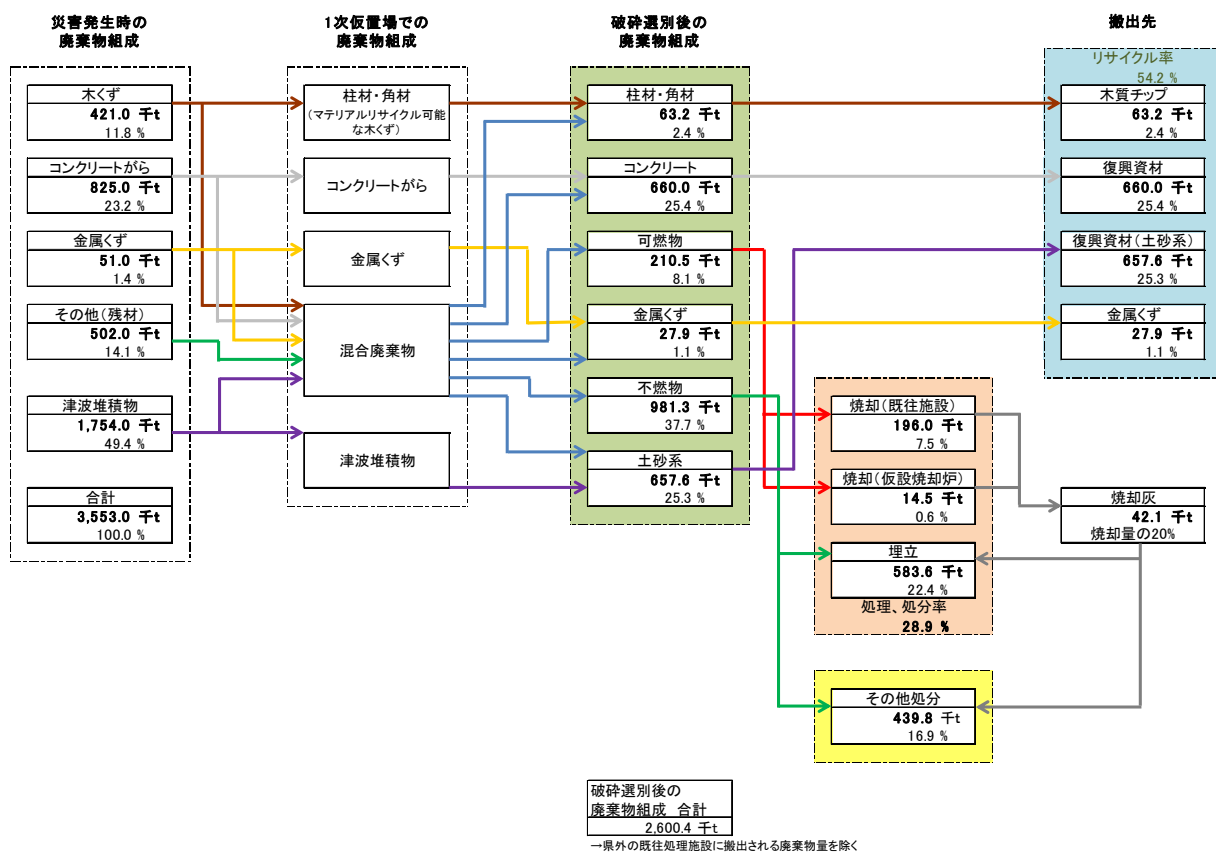 災害発生時の
廃棄物組成
木くず
421.0 千t
11.8 %
コンクリートがら
825.0 千t
23.2 %
金属くず
51.0 千t
1.4 %
その他(残材)
502.0 千t
14.1 %
津波堆積物
1,754.0 千t
49.4 %
合計
3,553.0 千t
100.0 %
1次仮置場での
廃棄物組成
柱材・角材
(マテリアルリサイクル可能
な木くず)
コンクリートがら
金属くず
混合廃棄物
津波堆積物
破砕選別後の
廃棄物組成
柱材・角材
63.2 千t
2.4 %
コンクリート
660.0 千t
25.4 %
可燃物
210.5 千t
8.1 %
金属くず
27.9 千t
1.1 %
不燃物
981.3 千t
37.7 %
土砂系
657.6 千t
25.3 %
搬出先
リサイクル率
54.2 %
木質チップ
63.2 千t
2.4 %
復興資材
660.0 千t
25.4 %
復興資材(土砂系)
657.6 千t
25.3 %
金属くず
27.9 千t
1.1 %
焼却(既往施設)
196.0 千t
7.5 %
焼却(仮設焼却炉)
14.5 千t
0.6 %
埋立
583.6 千t
22.4 %
処理、処分率
28.9 %
焼却灰
42.1 千t
焼却量の20%
その他処分
439.8 千t
16.9 %
破砕選別後の
廃棄物組成 合計
2,600.4 千t
→県外の既往処理施設に搬出される廃棄物量を除く